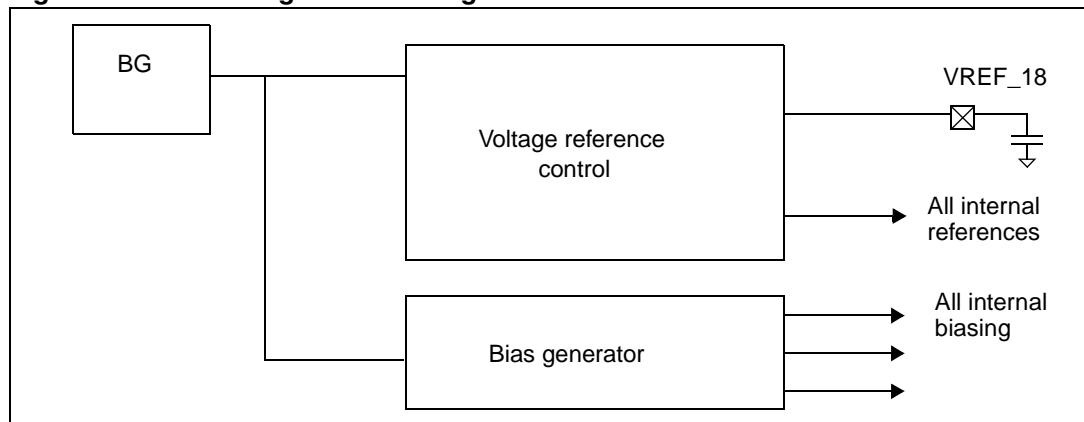 BG
VREF_18
Voltage reference
control
All internal
references
All internal
biasing
Bias generator